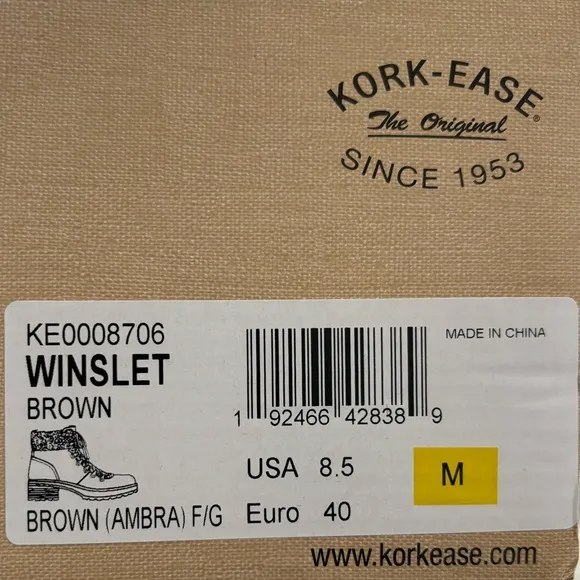 KORK-EASE®
The Original
SINCE 1953
KE0008706
WINSLET
BROWN
MADE IN CHINA
1 92466 42838 9
USA 8.5
M
BROWN (AMBRA) F/G
Euro 40
www.korkease.com